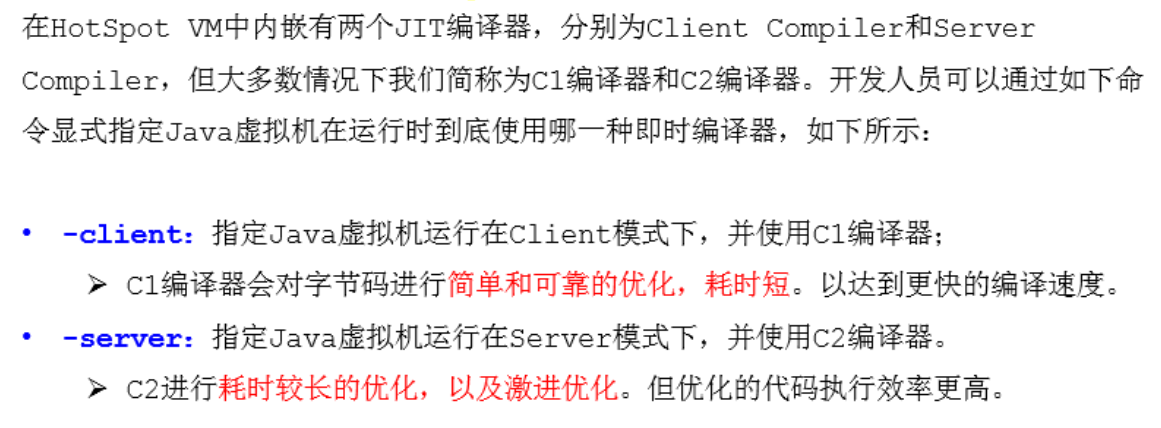 在HotSpot VM中内嵌有两个JIT编译器，分别为Client Compiler和Server
Compiler，但大多数情况下我们简称为C1编译器和C2编译器。开发人员可以通过如下命
令显式指定Java虚拟机在运行时到底使用哪一种即时编译器，如下所示：
• -client：指定Java虚拟机运行在Client模式下，并使用C1编译器；
➢ C1编译器会对字节码进行简单和可靠的优化，耗时短。以达到更快的编译速度。
• -server：指定Java虚拟机运行在Server模式下，并使用C2编译器。
➢ C2进行耗时较长的优化，以及激进优化。但优化的代码执行效率更高。